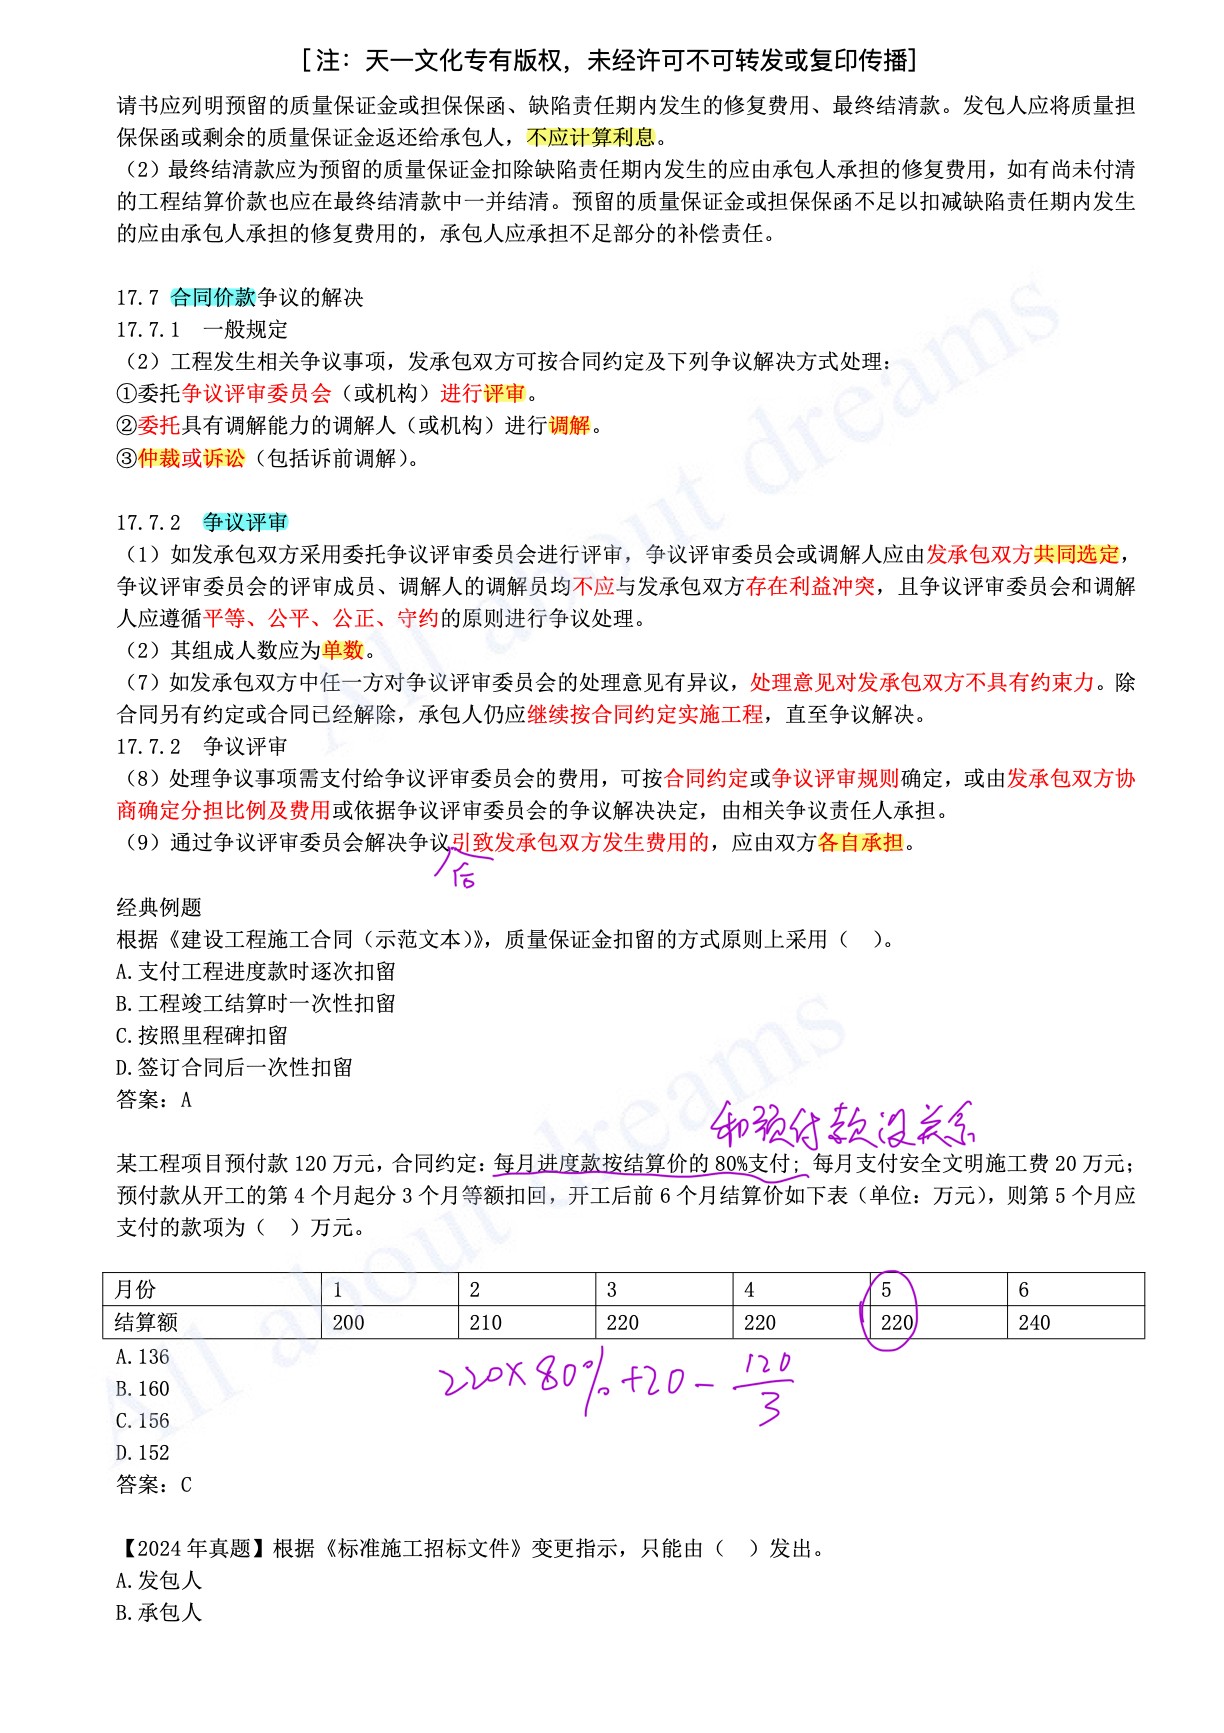 [注：天一文化专有版权，未经许可不可转发或复印传播]
请书应列明预留的质量保证金或担保保函、缺陷责任期内发生的修复费用、最终结清款。发包人应将质量担
保保函或剩余的质量保证金返还给承包人，不应计算利息。
（2）最终结清款应为预留的质量保证金扣除缺陷责任期内发生的应由承包人承担的修复费用，如有尚未付清
的工程结算价款也应在最终结清款中一并结清。预留的质量保证金或担保保函不足以扣减缺陷责任期内发生
的应由承包人承担的修复费用的，承包人应承担不足部分的补偿责任。
17.7 合同价款争议的解决
17.7.1 一般规定
（2）工程发生相关争议事项，发承包双方可按合同约定及下列争议解决方式处理：
①委托争议评审委员会（或机构）进行评审。
②委托具有调解能力的调解人（或机构）进行调解。
③仲裁或诉讼（包括诉前调解）。
17.7.2 争议评审
（1）如发承包双方采用委托争议评审委员会进行评审，争议评审委员会或调解人应由发承包双方共同选定，
争议评审委员会的评审成员、调解人的调解员均不应与发承包双方存在利益冲突，且争议评审委员会和调解
人应遵循平等、公平、公正、守约的原则进行争议处理。
（2）其组成人数应为单数。
（7）如发承包双方中任一方对争议评审委员会的处理意见有异议，处理意见对发承包双方不具有约束力。除
合同另有约定或合同已经解除，承包人仍应继续按合同约定实施工程，直至争议解决。
17.7.2 争议评审
（8）处理争议事项需支付给争议评审委员会的费用，可按合同约定或争议评审规则确定，或由发承包双方协
商确定分担比例及费用或依据争议评审委员会的争议解决决定，由相关争议责任人承担。
（9）通过争议评审委员会解决争议引致发承包双方发生费用的，应由双方各自承担。
后
经典例题
根据《建设工程施工合同（示范文本）》，质量保证金扣留的方式原则上采用（ ）。
A.支付工程进度款时逐次扣留
B.工程竣工结算时一次性扣留
C.按照里程碑扣留
D.签订合同后一次性扣留
答案：A
和预付款没关系
某工程项目预付款 120 万元，合同约定：每月进度款按结算价的 80%支付；每月支付安全文明施工费 20 万元；
预付款从开工的第 4 个月起分 3 个月等额扣回，开工后前 6 个月结算价如下表（单位：万元），则第 5 个月应
支付的款项为（ ）万元。
月份 1 2 3 4 5 6
结算额 200 210 220 220 220 240
A.136
B.160
C.156
D.152
220×80%+20-120/3
答案：C
【2024 年真题】根据《标准施工招标文件》变更指示，只能由（ ）发出。
A.发包人
B.承包人
All about dreams
All about dreams